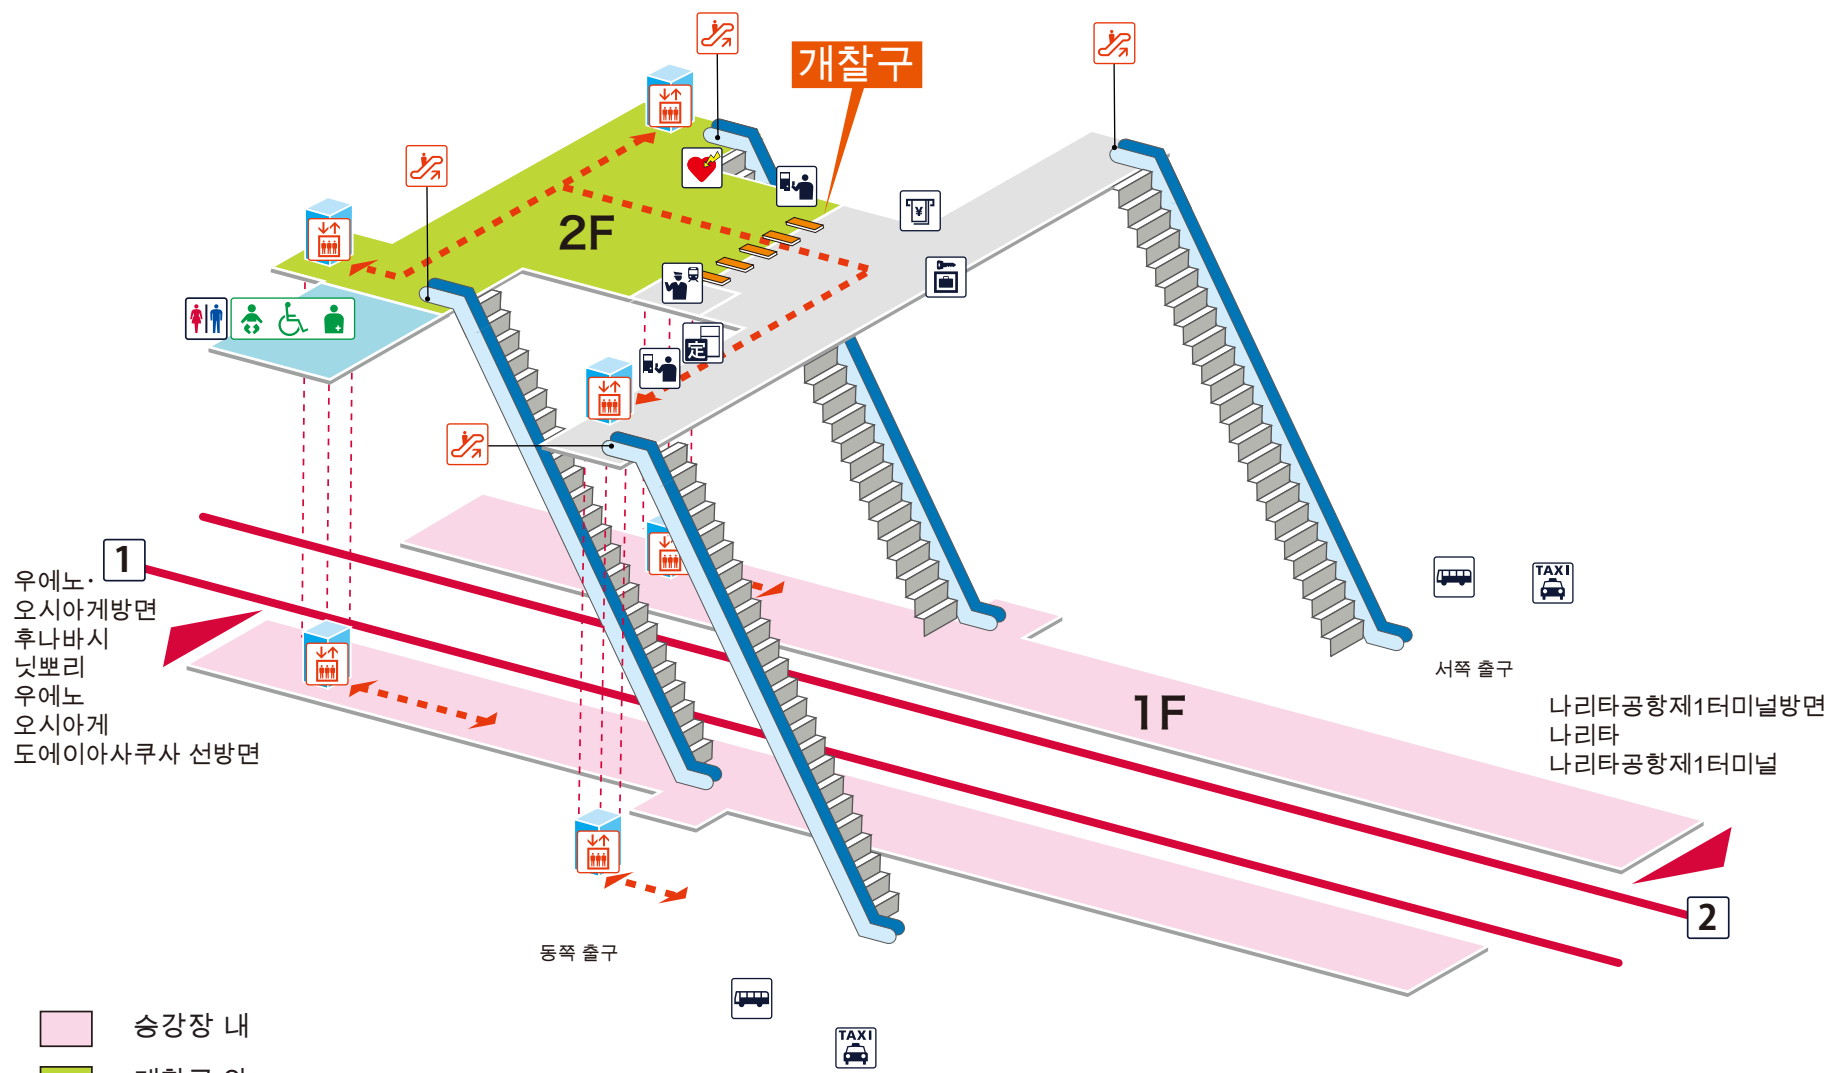 개찰구
2F
¥
定
1
우에노·
오시아게방면
후나바시
닛뽀리
우에노
오시아게
도에이아사쿠사 선방면
TAXI
서쪽 출구
1F
나리타공항제1터미널방면
나리타
나리타공항제1터미널
2
동쪽 출구
TAXI
승강장 내